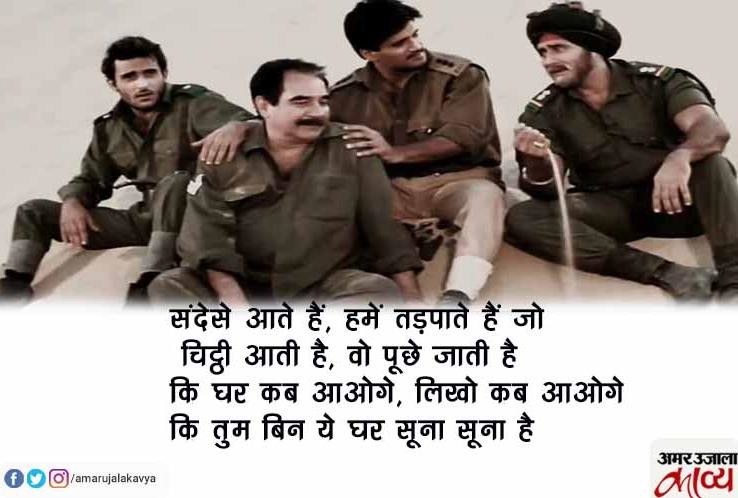 संदेसे आते हैं, हमें तड़पाते हैं जो
चिट्ठी आती है, वो पूछे जाती है
कि घर कब आओगे, लिखो कब आओगे
कि तुम बिन ये घर सूना सूना है
/amarujalakavya
अमर उजाला
काव्य